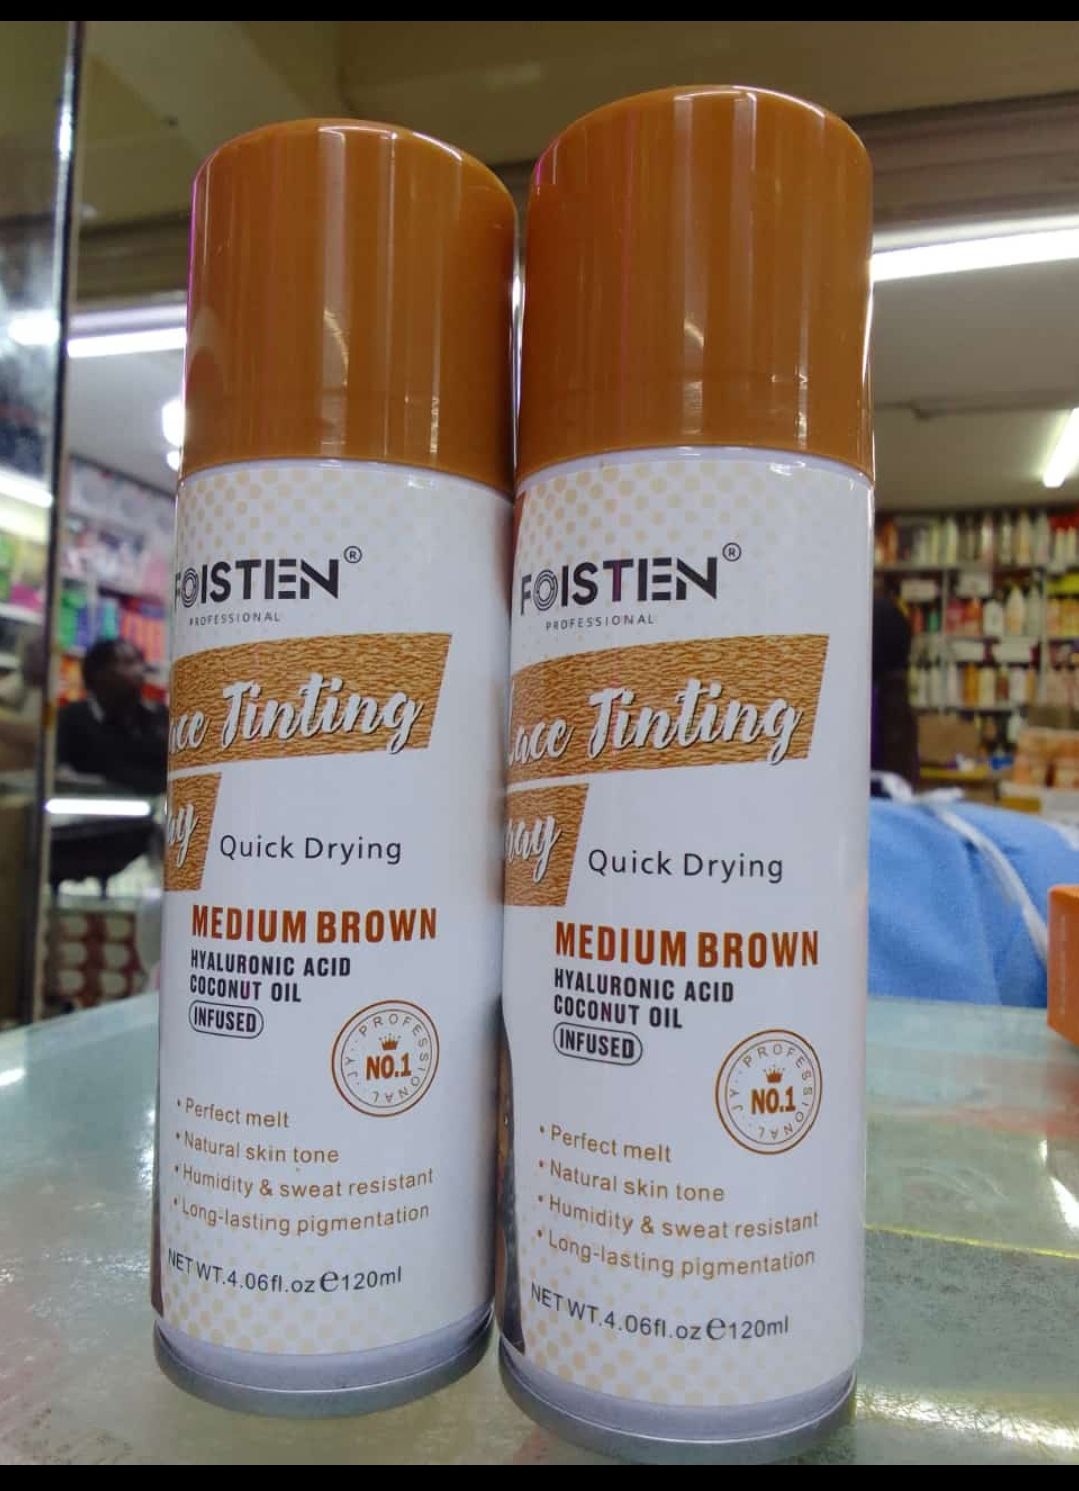 FOISTEN®
PROFESSIONAL
Tinting
Quick Drying
MEDIUM BROWN
HYALURONIC ACID
COCONUT OIL
INFUSED
JY PROFESSIONAL
NO.1
• Perfect melt
• Natural skin tone
• Humidity & sweat resistant
• Long-lasting pigmentation
NET WT.4.06fl.oz℮120ml
FOISTEN®
PROFESSIONAL
Lace Tinting
Quick Drying
MEDIUM BROWN
HYALURONIC ACID
COCONUT OIL
INFUSED
JY PROFESSIONAL
NO.1
• Perfect melt
• Natural skin tone
• Humidity & sweat resistant
• Long-lasting pigmentation
NET WT.4.06fl.oz℮120ml